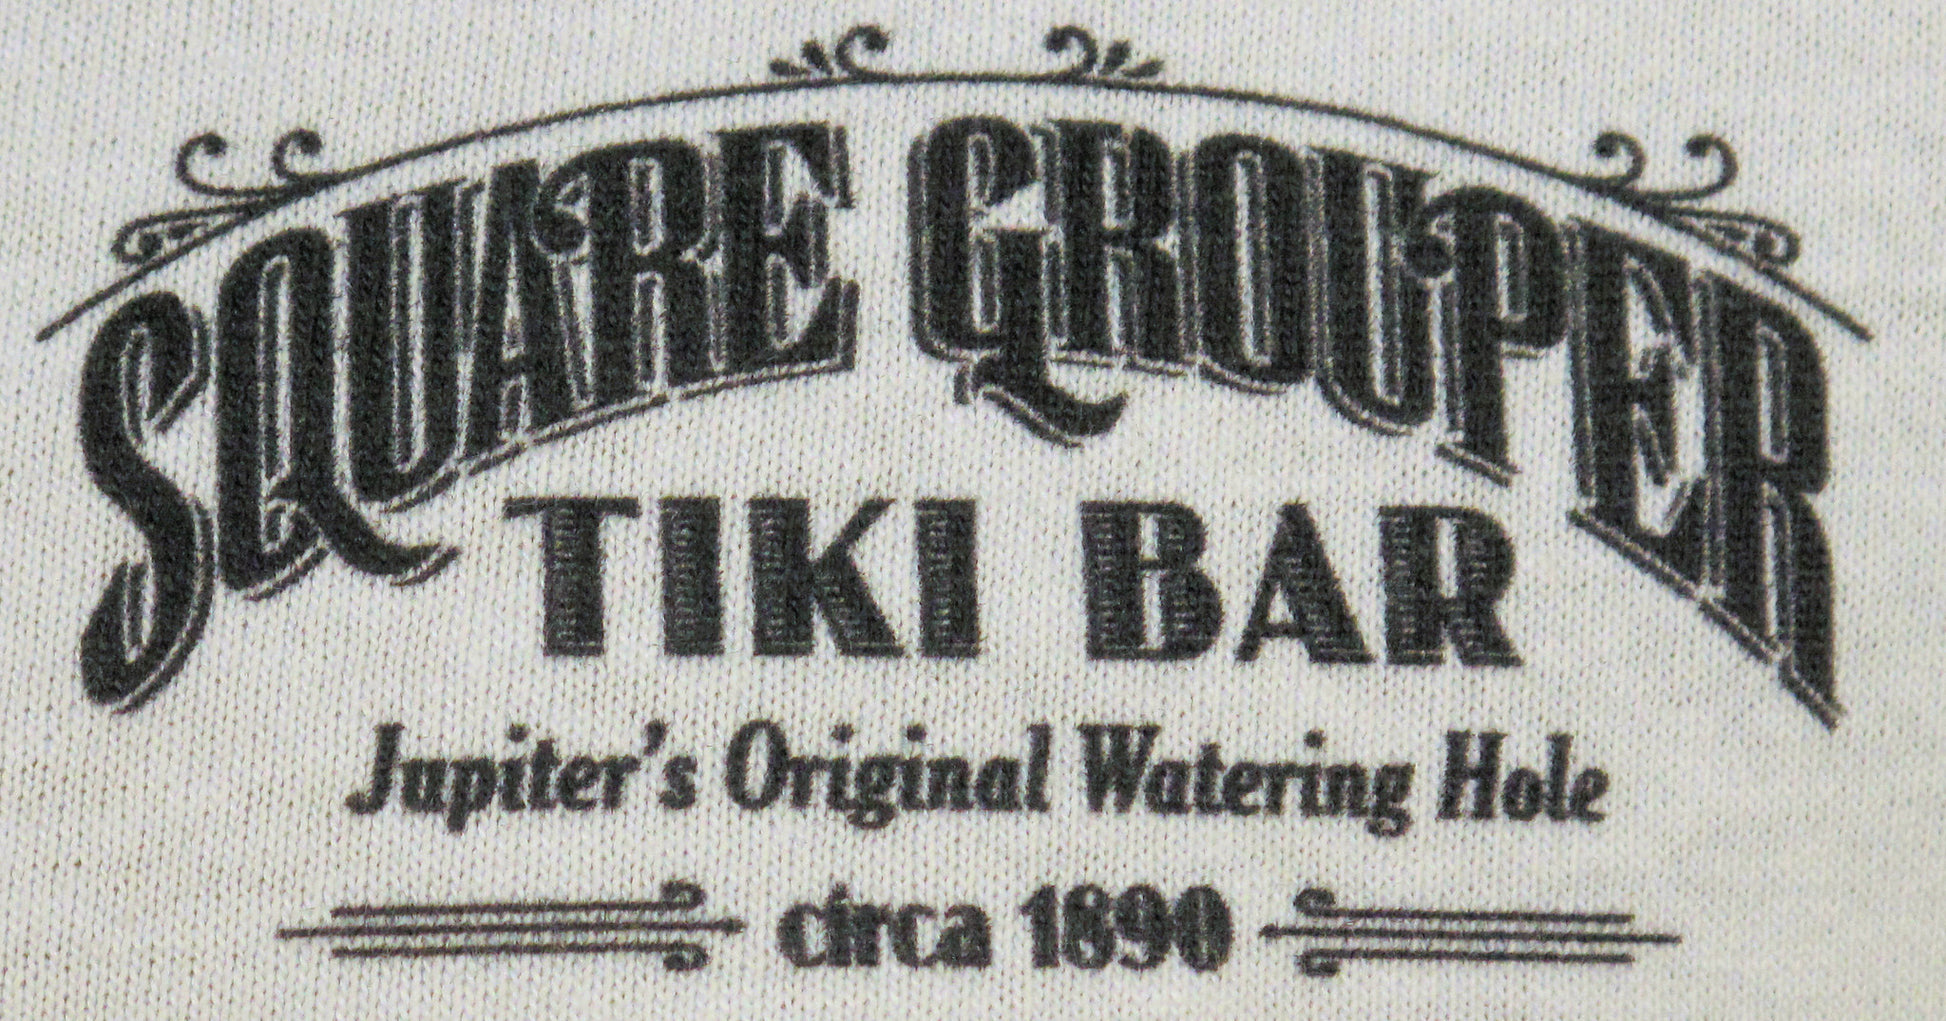 SQUARE GROUPER
TIKI BAR
Jupiter's Original Watering Hole
circa 1890